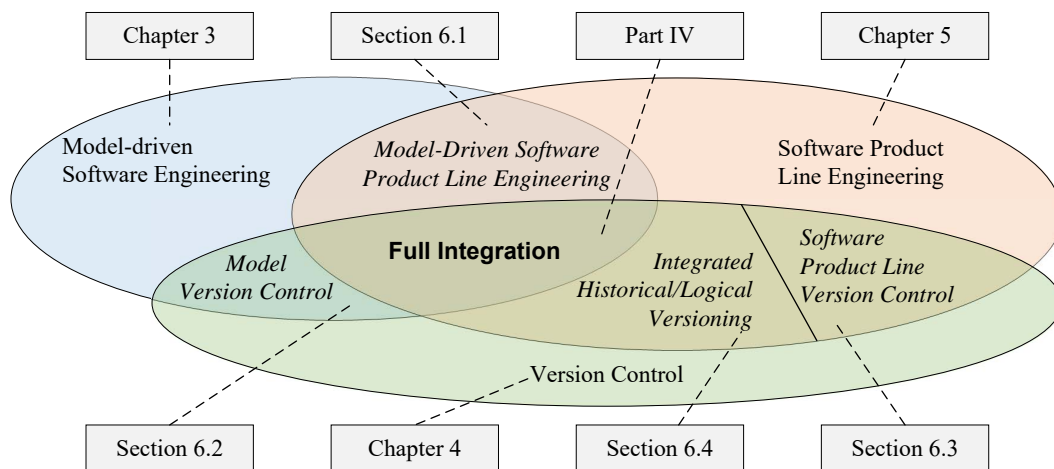 Chapter 3
Section 6.1
Part IV
Chapter 5
Model-driven
Software Engineering
Model-Driven Software
Product Line Engineering
Software Product
Line Engineering
Full Integration
Model
Version Control
Integrated
Historical/Logical
Versioning
Software
Product Line
Version Control
Version Control
Section 6.2
Chapter 4
Section 6.4
Section 6.3